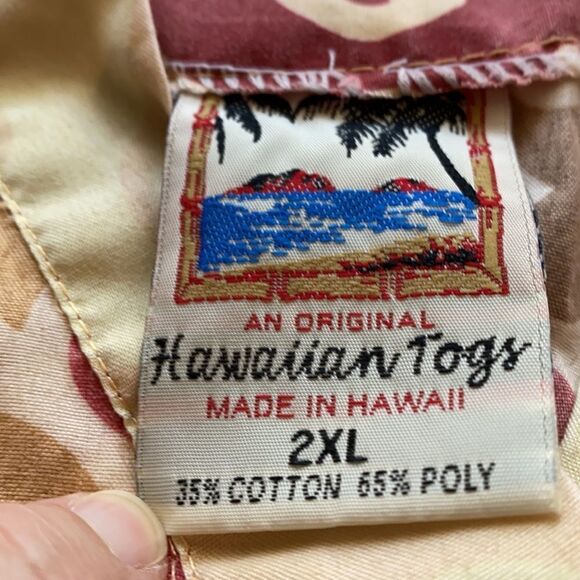 AN ORIGINAL
Hawaiian Togs
MADE IN HAWAII
2XL
35% COTTON 65% POLY